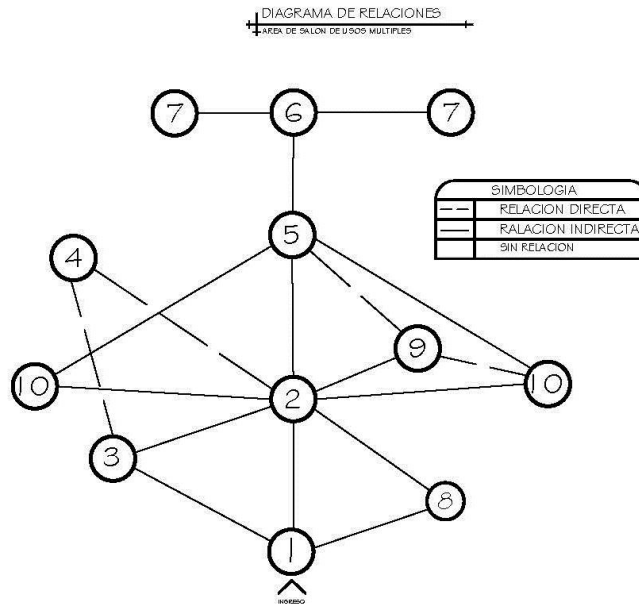 DIAGRAMA DE RELACIONES
AREA DE SALON DE USOS MULTIPLES
7 6 7
SIMBOLOGIA
RELACION DIRECTA
RALACION INDIRECTA
SIN RELACION
5
4
9
10 2 10
3
8
1
INGRESO